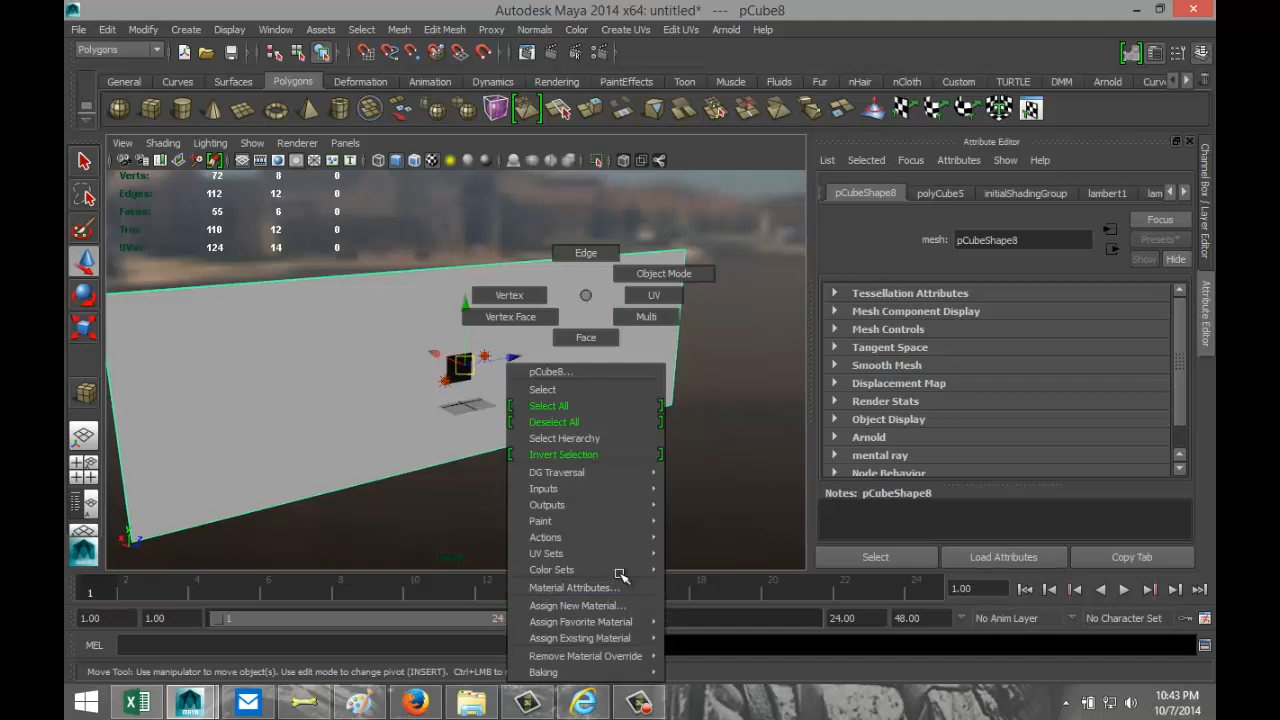 Autodesk Maya 2014 x64: untitled* --- pCube8
File Edit Modify Create Display Window Assets Select Mesh Edit Mesh Proxy Normals Color Create UVs Edit UVs Arnold Help
Polygons
General Curves Surfaces Polygons Deformation Animation Dynamics Rendering PaintEffects Toon Muscle Fluids Fur nHair nCloth Custom TURTLE DMM Arnold Curv
View Shading Lighting Show Renderer Panels
Verts: 72 8 0
Edges: 112 12 0
Faces: 55 6 0
Tris: 110 12 0
UVs: 124 14 0
Edge
Object Mode
Vertex
UV
Vertex Face
Multi
Face
pCube8...
Select
Select All
Deselect All
Select Hierarchy
Invert Selection
DG Traversal
Inputs
Outputs
Paint
Actions
UV Sets
Color Sets
Material Attributes...
Assign New Material...
Assign Favorite Material
Assign Existing Material
Remove Material Override
Baking
Attribute Editor
List Selected Focus Attributes Show Help
pCubeShape8 polyCube5 initialShadingGroup lambert1 lam
Focus
mesh: pCubeShape8
Presets*
Show Hide
Tessellation Attributes
Mesh Component Display
Mesh Controls
Tangent Space
Smooth Mesh
Displacement Map
Render Stats
Object Display
Arnold
mental ray
Node Behavior
Notes: pCubeShape8
Select Load Attributes Copy Tab
Channel Box / Layer Editor
Attribute Editor
2 4 6 8 10 12 18 20 22 24
1
1.00
1.00 1.00 1 24 24.00 48.00 No Anim Layer No Character Set
MEL
Move Tool: Use manipulator to move object(s). Use edit mode to change pivot (INSERT). Ctrl+LMB to
10:43 PM
10/7/2014